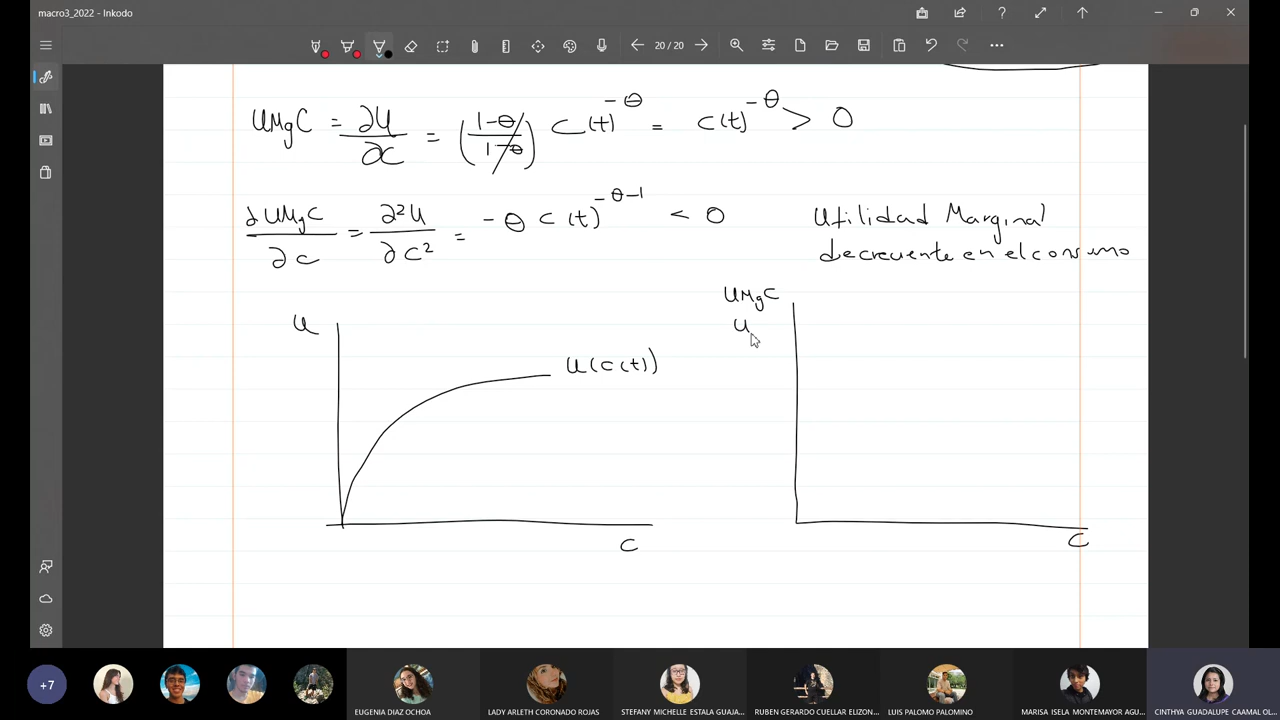 macro3_2022 - Inkodo
20 / 20
UMgC = ∂U/∂C = (1-θ/1-θ) C(t)^-θ = C(t)^-θ > 0
∂UMgC/∂C = ∂²U/∂C² = -θ C(t)^-θ-1 < 0
Utilidad Marginal
decreciente en el consumo
U
U(C(t))
C
UMgC
U
C
+7
EUGENIA DIAZ OCHOA
LADY ARLETH CORONADO ROJAS
STEFANY MICHELLE ESTALA GUAJA...
RUBEN GERARDO CUELLAR ELIZON...
LUIS PALOMO PALOMINO
MARISA ISELA MONTEMAYOR AGU...
CINTHYA GUADALUPE CAAMAL OL...